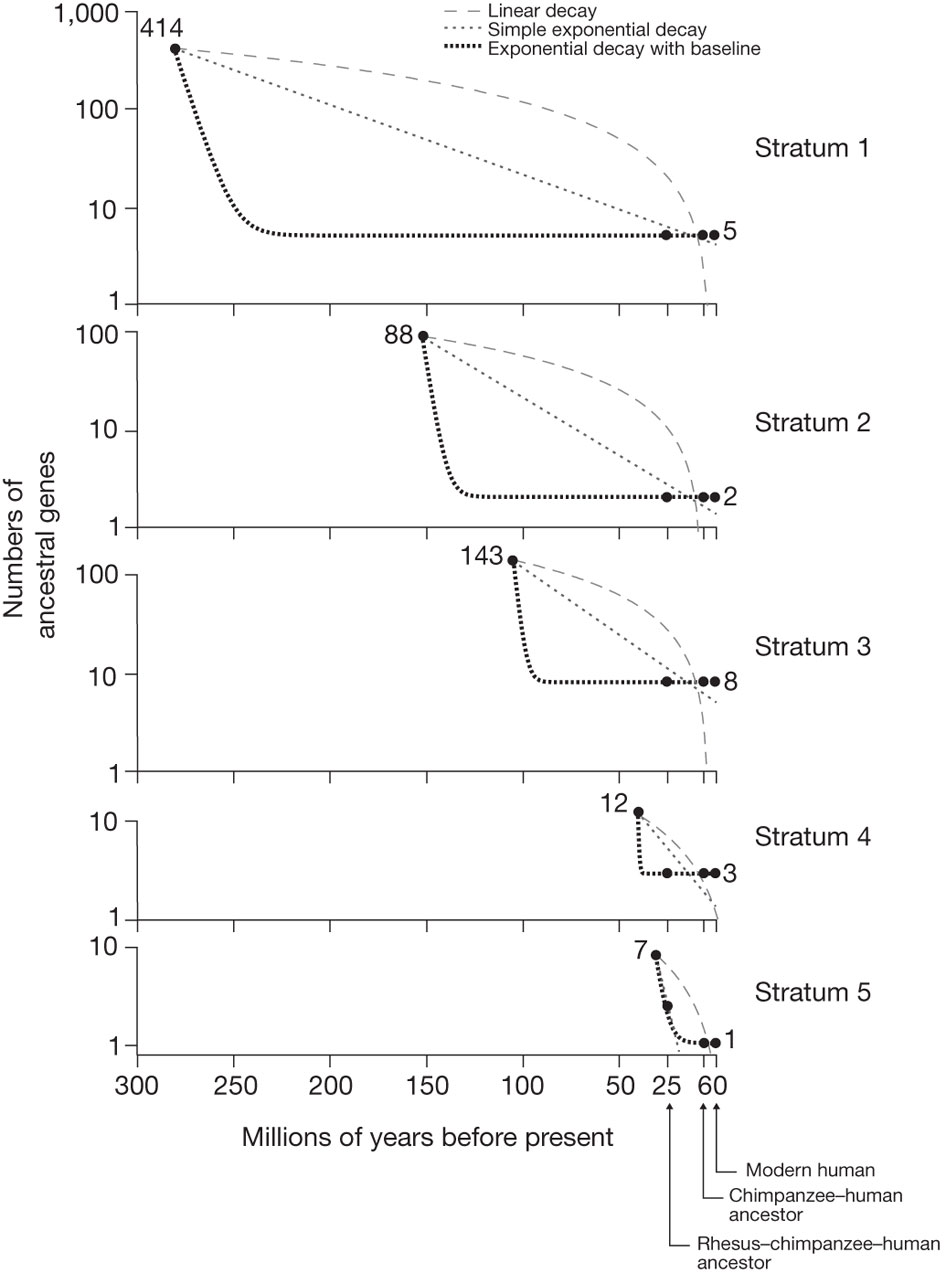 Linear decay
Simple exponential decay
Exponential decay with baseline
1,000
414
100
10
1
5
Stratum 1
100
88
10
1
2
Stratum 2
Numbers of
ancestral genes
100
143
10
1
8
Stratum 3
10
12
1
3
Stratum 4
10
7
1
1
Stratum 5
300 250 200 150 100 50 25 6 0
Millions of years before present
Modern human
Chimpanzee–human
ancestor
Rhesus–chimpanzee–human
ancestor